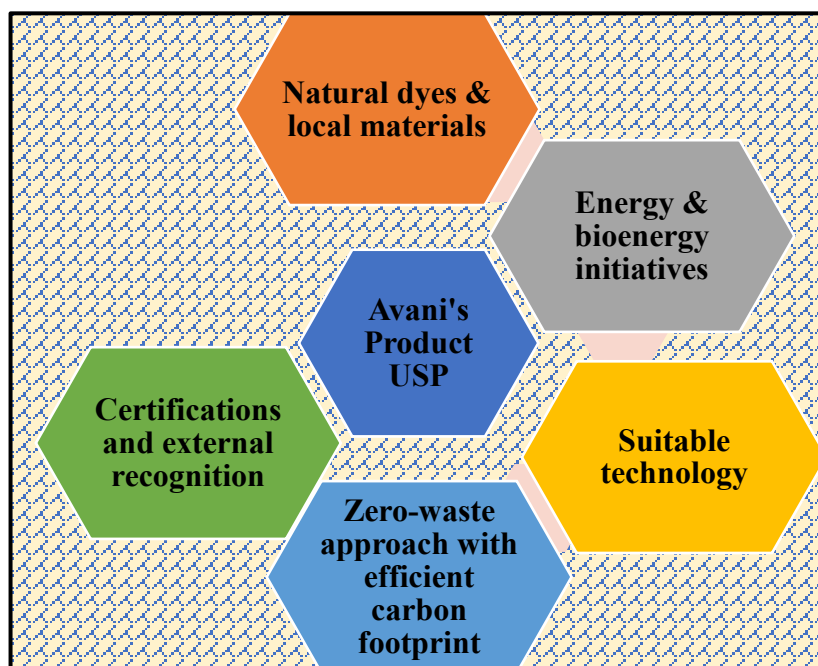 Natural dyes &
local materials
Energy &
bioenergy
initiatives
Avani's
Product
USP
Certifications
and external
recognition
Suitable
technology
Zero-waste
approach with
efficient
carbon
footprint